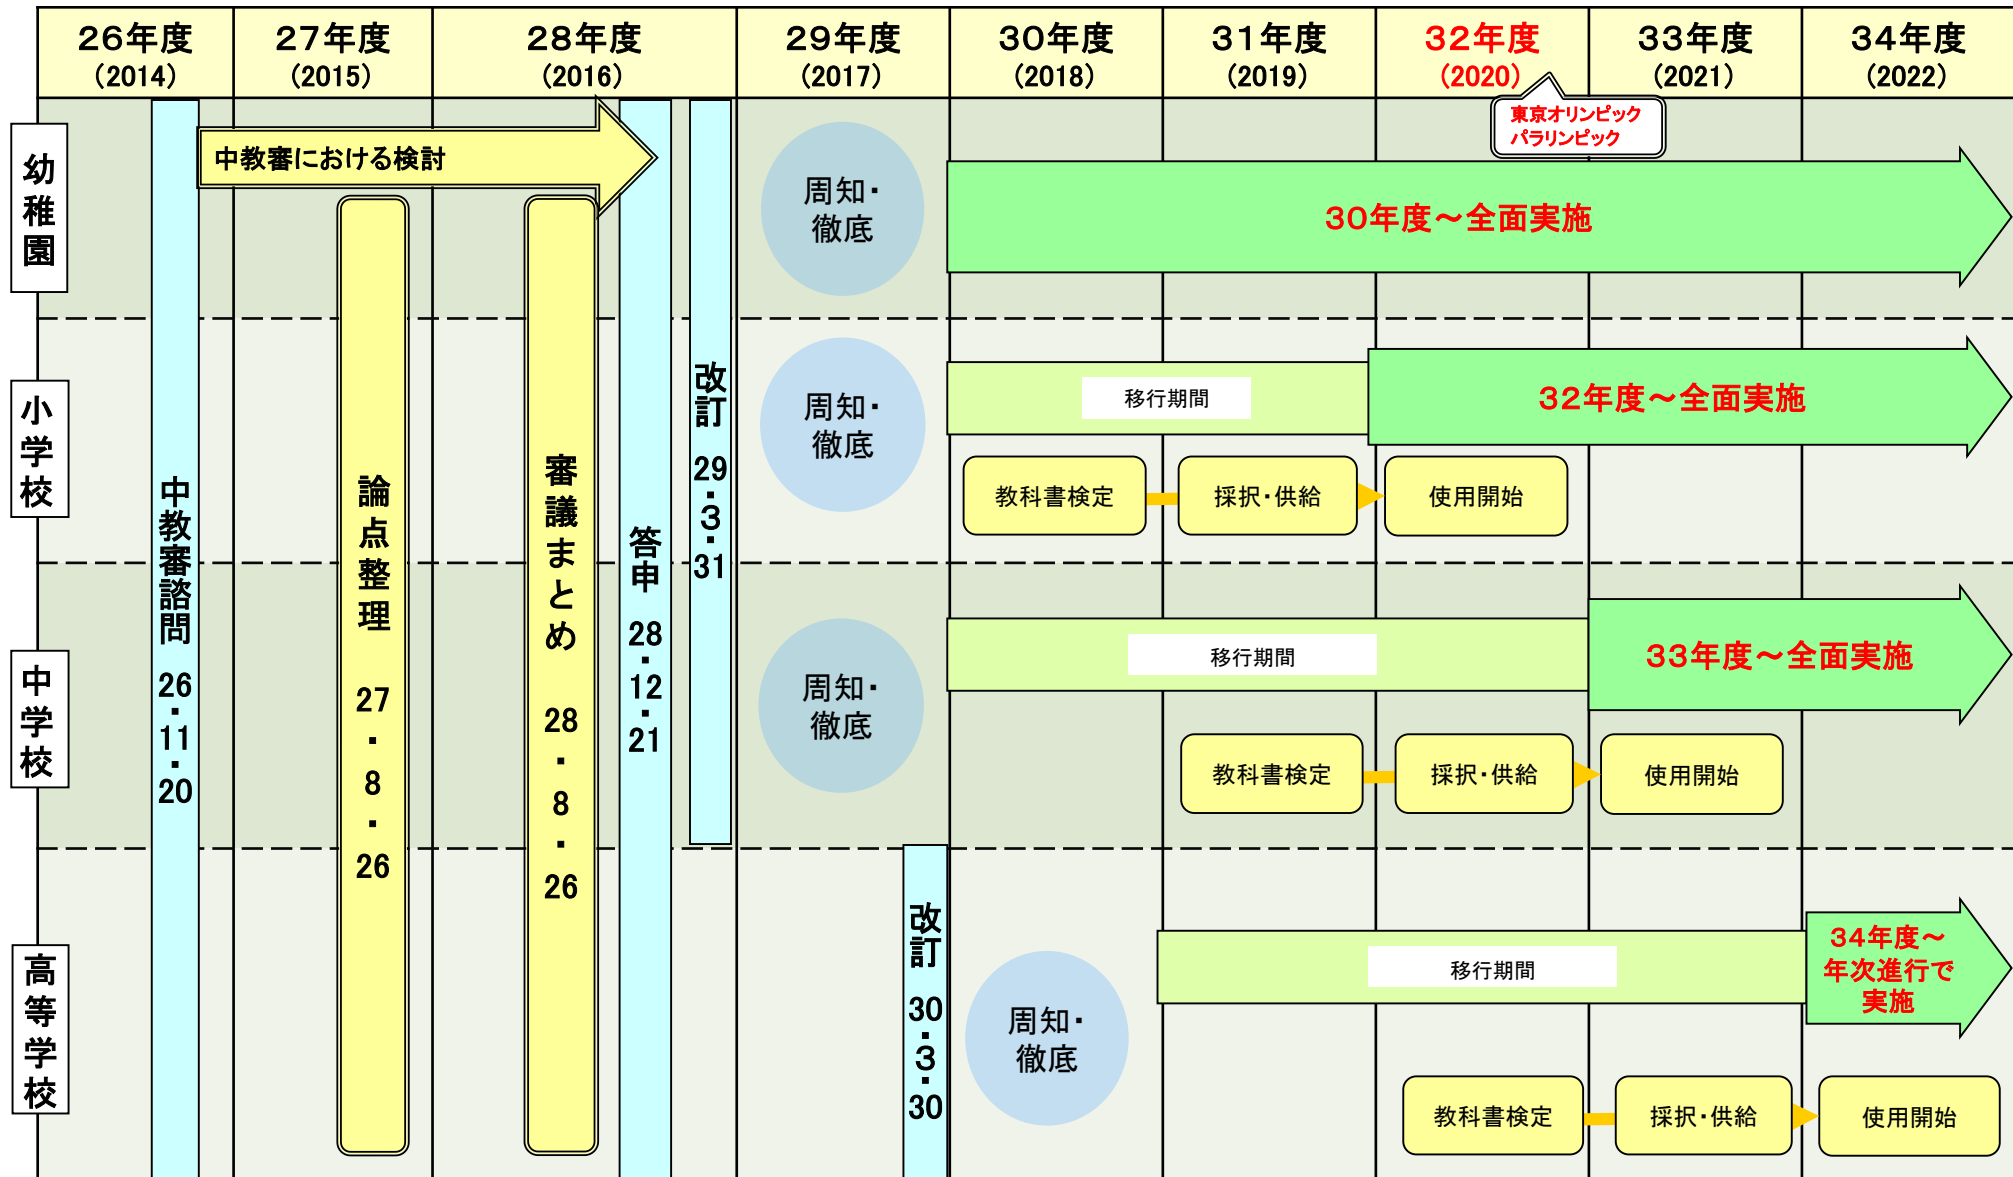 26年度
(2014)
27年度
(2015)
28年度
(2016)
29年度
(2017)
30年度
(2018)
31年度
(2019)
32年度
(2020)
33年度
(2021)
34年度
(2022)
東京オリンピック
パラリンピック
幼稚園
中教審における検討
周知・
徹底
30年度～全面実施
小学校
周知・
徹底
移行期間
32年度～全面実施
教科書検定
採択・供給
使用開始
中教審諮問 26・11・20
論点整理 27・8・26
審議まとめ 28・8・26
答申 28・12・21
改訂 29・3・31
中学校
周知・
徹底
移行期間
33年度～全面実施
教科書検定
採択・供給
使用開始
高等学校
改訂 30・3・30
周知・
徹底
移行期間
34年度～
年次進行で
実施
教科書検定
採択・供給
使用開始